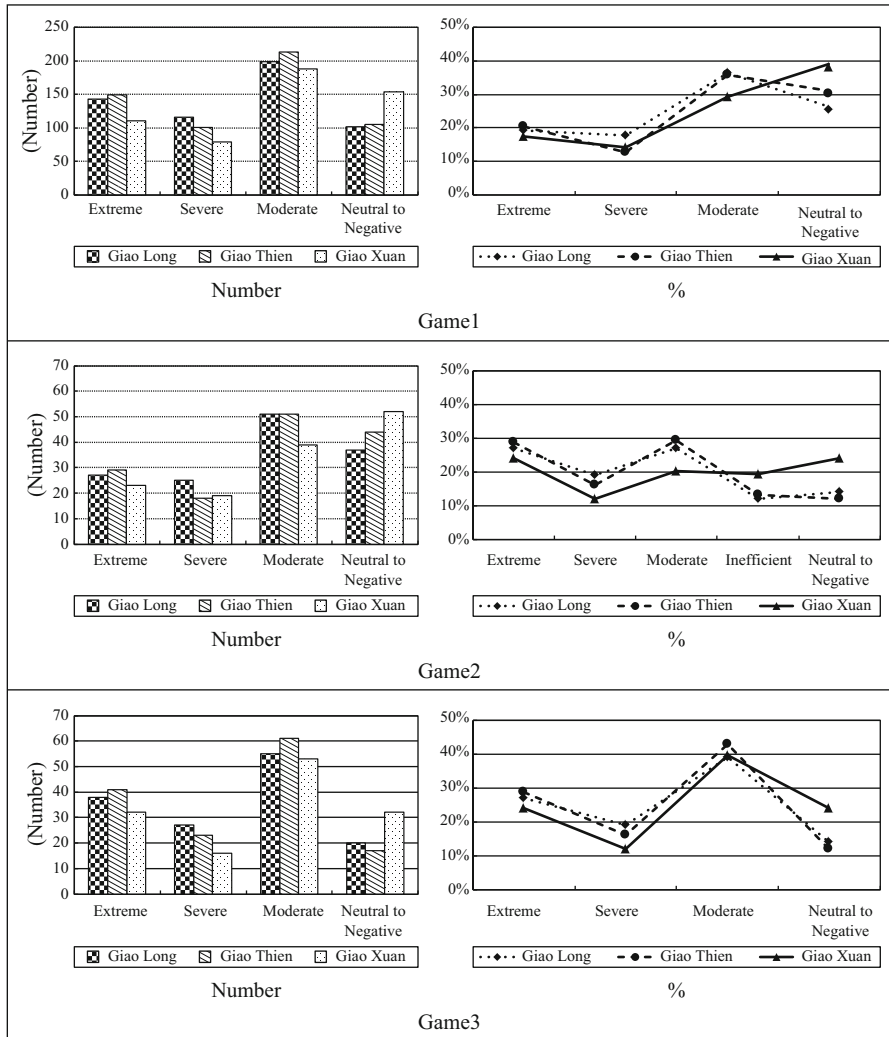 250
200
150
100
50
0
(Number)
Extreme
Severe
Moderate
Neutral to
Negative
Giao Long
Giao Thien
Giao Xuan
Number
50%
40%
30%
20%
10%
0%
Extreme
Severe
Moderate
Neutral to
Negative
Giao Long
Giao Thien
Giao Xuan
%
Game1
70
60
50
40
30
20
10
0
(Number)
Extreme
Severe
Moderate
Neutral to
Negative
Giao Long
Giao Thien
Giao Xuan
Number
50%
40%
30%
20%
10%
0%
Extreme
Severe
Moderate
Inefficient
Neutral to
Negative
Giao Long
Giao Thien
Giao Xuan
%
Game2
70
60
50
40
30
20
10
0
(Number)
Extreme
Severe
Moderate
Neutral to
Negative
Giao Long
Giao Thien
Giao Xuan
Number
50%
40%
30%
20%
10%
0%
Extreme
Severe
Moderate
Neutral to
Negative
Giao Long
Giao Thien
Giao Xuan
%
Game3